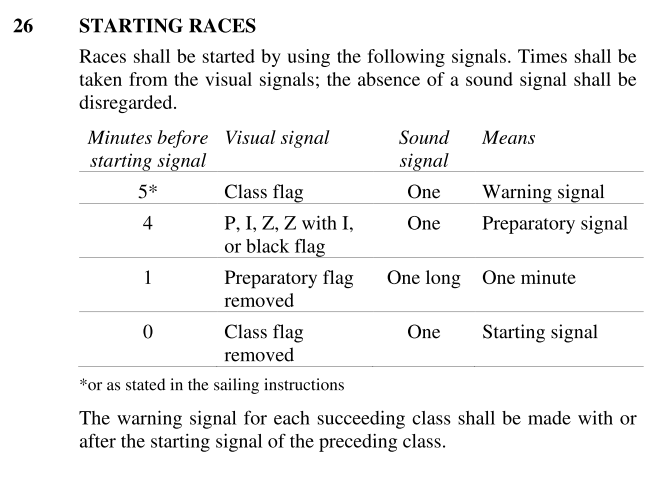 26 STARTING RACES
Races shall be started by using the following signals. Times shall be
taken from the visual signals; the absence of a sound signal shall be
disregarded.
Minutes before Visual signal Sound Means
starting signal signal
5* Class flag One Warning signal
4 P, I, Z, Z with I, One Preparatory signal
or black flag
1 Preparatory flag One long One minute
removed
0 Class flag One Starting signal
removed
*or as stated in the sailing instructions
The warning signal for each succeeding class shall be made with or
after the starting signal of the preceding class.